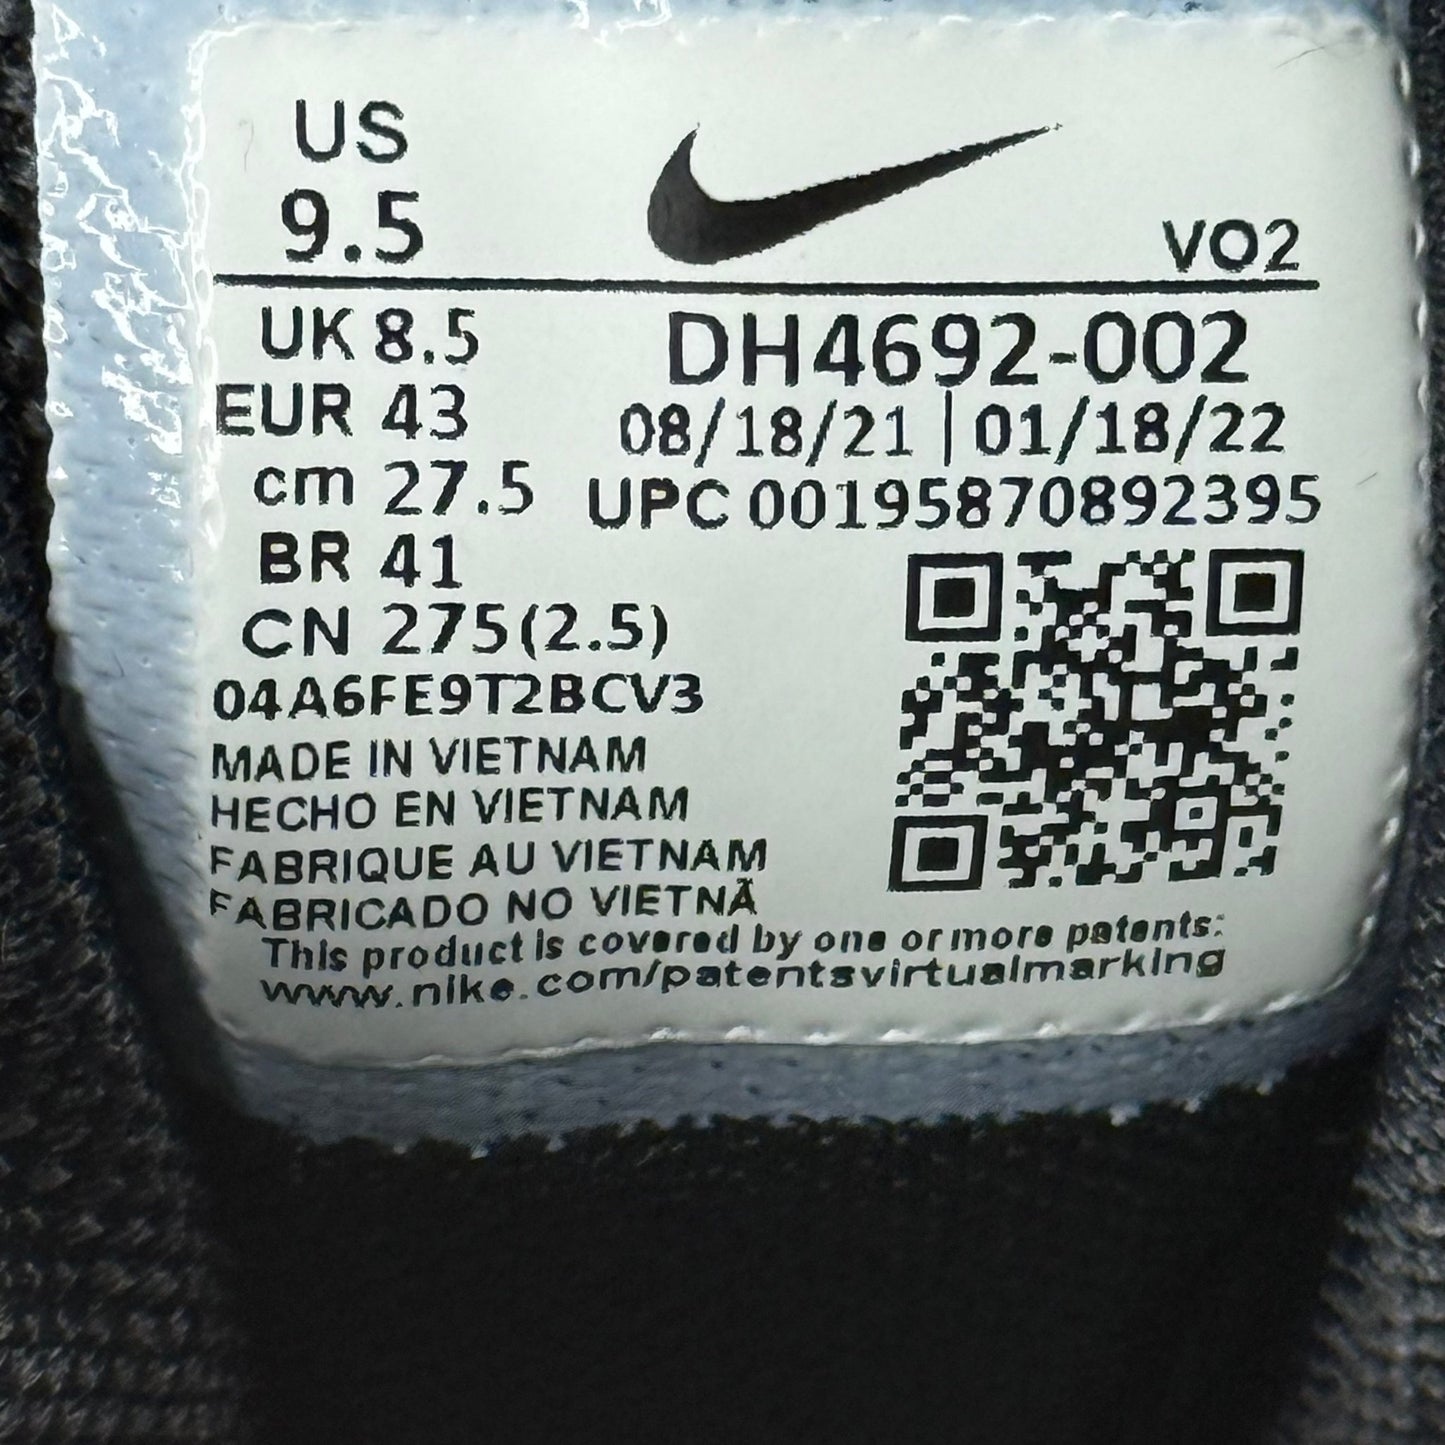 US
9.5
VO2
UK 8.5
DH4692-002
EUR 43
08/18/21 | 01/18/22
cm 27.5
UPC 00195870892395
BR 41
CN 275(2.5)
04A6FE9T2BCV3
MADE IN VIETNAM
HECHO EN VIETNAM
FABRIQUE AU VIETNAM
FABRICADO NO VIETNÃ
This product is covered by one or more patents:
www.nike.com/patentsvirtualmarking